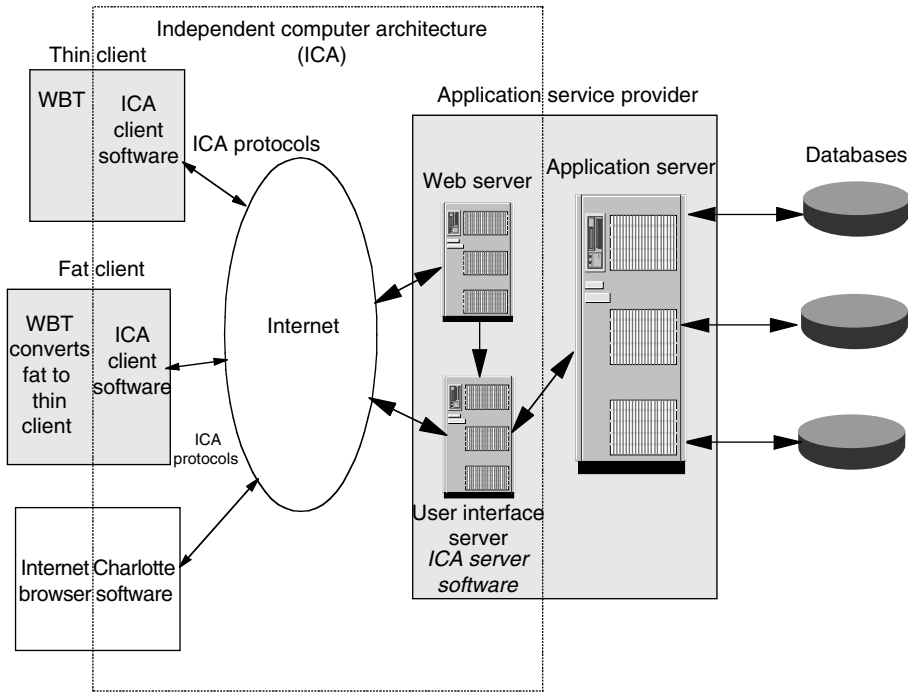 Independent computer architecture
(ICA)
Thin client
WBT
ICA
client
software
ICA protocols
Fat client
WBT
converts
fat to
thin
client
ICA
client
software
ICA
protocols
Internet
browser
Charlotte
software
Internet
Application service provider
Web server
Application server
User interface
server
ICA server
software
Databases